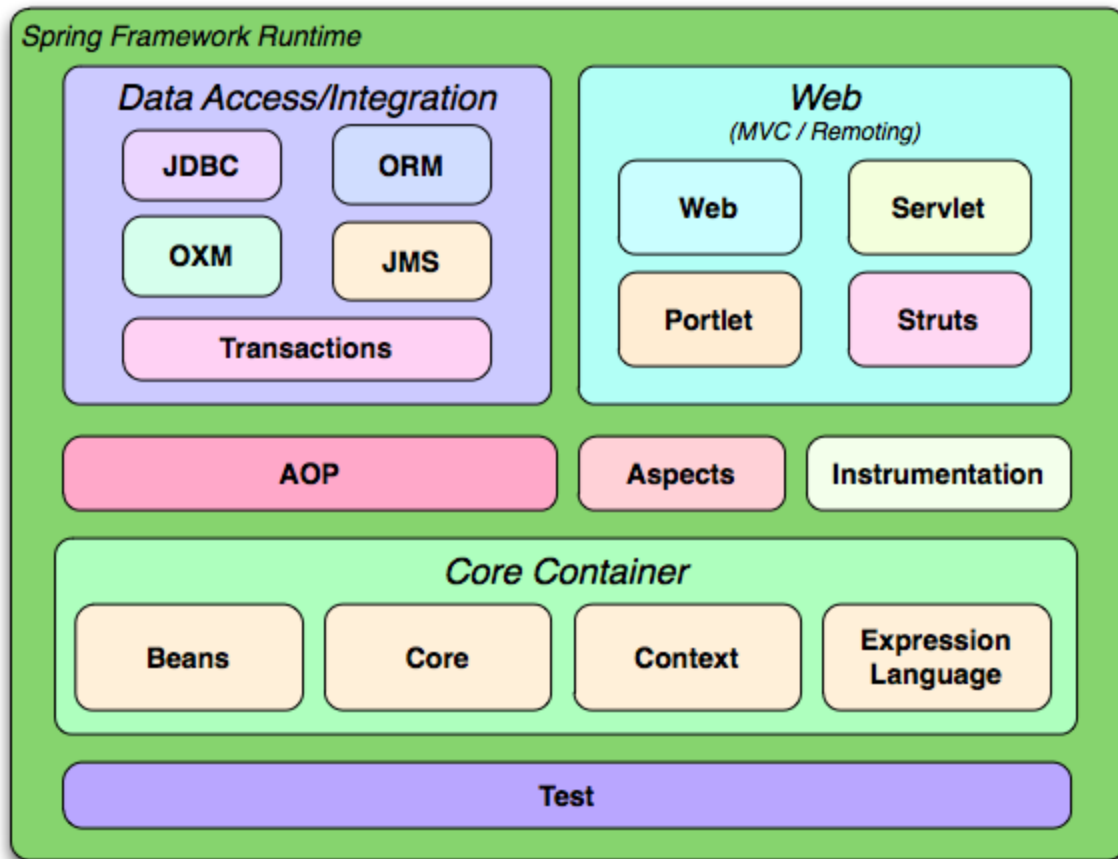 Spring Framework Runtime
Data Access/Integration
JDBC
ORM
OXM
JMS
Transactions
Web
(MVC / Remoting)
Web
Servlet
Portlet
Struts
AOP
Aspects
Instrumentation
Core Container
Beans
Core
Context
Expression
Language
Test